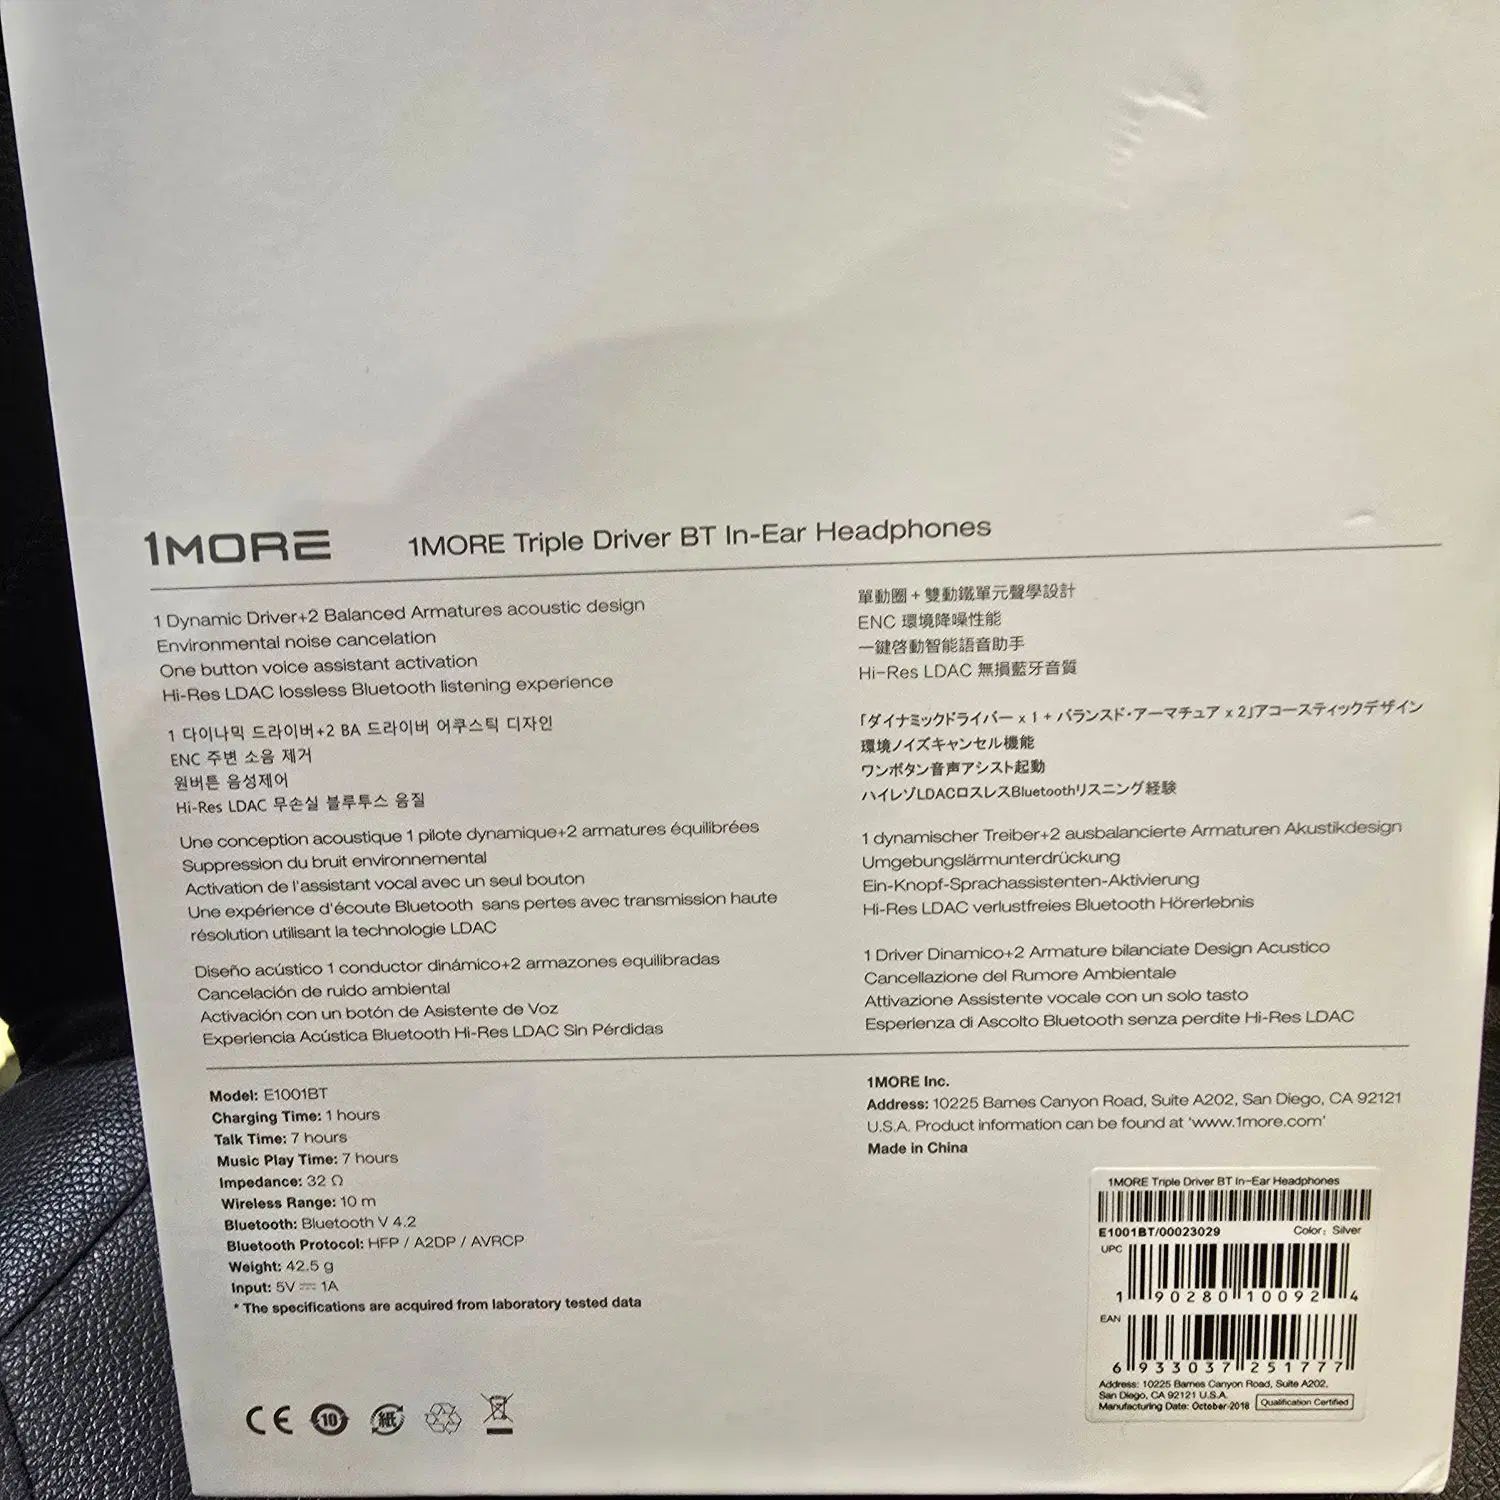 1MORE
1MORE Triple Driver BT In-Ear Headphones
1 Dynamic Driver+2 Balanced Armatures acoustic design
Environmental noise cancelation
One button voice assistant activation
Hi-Res LDAC lossless Bluetooth listening experience
單動圈 + 雙動鐵單元聲學設計
ENC 環境降噪性能
一鍵啓動智能語音助手
Hi-Res LDAC 無損藍牙音質
1 다이나믹 드라이버+2 BA 드라이버 어쿠스틱 디자인
ENC 주변 소음 제거
원버튼 음성제어
Hi-Res LDAC 무손실 블루투스 음질
「ダイナミックドライバー x 1 + バランスド・アーマチュア x 2」アコースティックデザイン
環境ノイズキャンセル機能
ワンボタン音声アシスト起動
ハイレゾLDACロスレスBluetoothリスニング経験
Une conception acoustique 1 pilote dynamique+2 armatures équilibrées
Suppression du bruit environnemental
Activation de l'assistant vocal avec un seul bouton
Une expérience d'écoute Bluetooth sans pertes avec transmission haute
résolution utilisant la technologie LDAC
1 dynamischer Treiber+2 ausbalancierte Armaturen Akustikdesign
Umgebungslärmunterdrückung
Ein-Knopf-Sprachassistenten-Aktivierung
Hi-Res LDAC verlustfreies Bluetooth Hörerlebnis
Diseño acústico 1 conductor dinámico+2 armazones equilibradas
Cancelación de ruido ambiental
Activación con un botón de Asistente de Voz
Experiencia Acústica Bluetooth Hi-Res LDAC Sin Pérdidas
1 Driver Dinamico+2 Armature bilanciate Design Acustico
Cancellazione del Rumore Ambientale
Attivazione Assistente vocale con un solo tasto
Esperienza di Ascolto Bluetooth senza perdite Hi-Res LDAC
Model: E1001BT
Charging Time: 1 hours
Talk Time: 7 hours
Music Play Time: 7 hours
Impedance: 32 Ω
Wireless Range: 10 m
Bluetooth: Bluetooth V 4.2
Bluetooth Protocol: HFP / A2DP / AVRCP
Weight: 42.5 g
Input: 5V ⎓ 1A
* The specifications are acquired from laboratory tested data
1MORE Inc.
Address: 10225 Barnes Canyon Road, Suite A202, San Diego, CA 92121
U.S.A. Product information can be found at 'www.1more.com'
Made in China
1MORE Triple Driver BT In-Ear Headphones
E1001BT/00023029 Color: Silver
UPC
1 90280 10092 4
EAN
6 933037 251777
Address: 10225 Barnes Canyon Road, Suite A202,
San Diego, CA 92121 U.S.A.
Manufacturing Date: October-2018 Qualification Certified
CE 10 紙